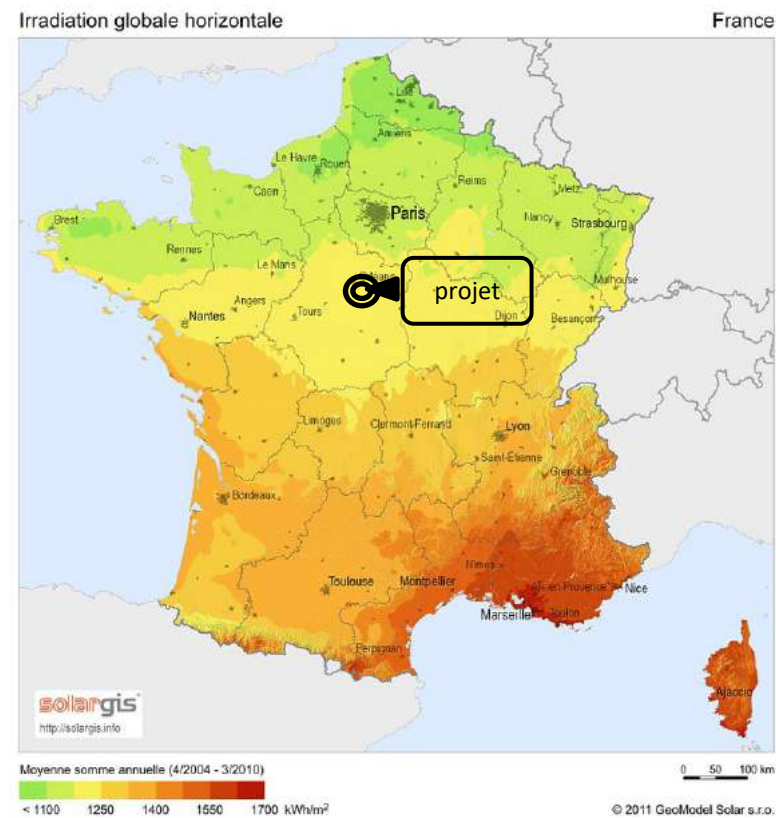 Irradiation globale horizontale
France
Lille
Amiens
Le Havre
Rouen
Caen
Reims
Metz
Paris
Nancy
Strasbourg
Brest
Rennes
Le Mans
Orléans
projet
Mulhouse
Angers
Nantes
Tours
Dijon
Besançon
Limoges
Clermont-Ferrand
Lyon
Saint-Etienne
Grenoble
Bordeaux
Nîmes
Toulouse
Montpellier
Aix-en-Provence
Nice
Marseille
Toulon
Perpignan
Ajaccio
solargis
http://solargis.info
Moyenne somme annuelle (4/2004 - 3/2010)
0 50 100 km
< 1100 1250 1400 1550 1700 kWh/m²
© 2011 GeoModel Solar s.r.o.